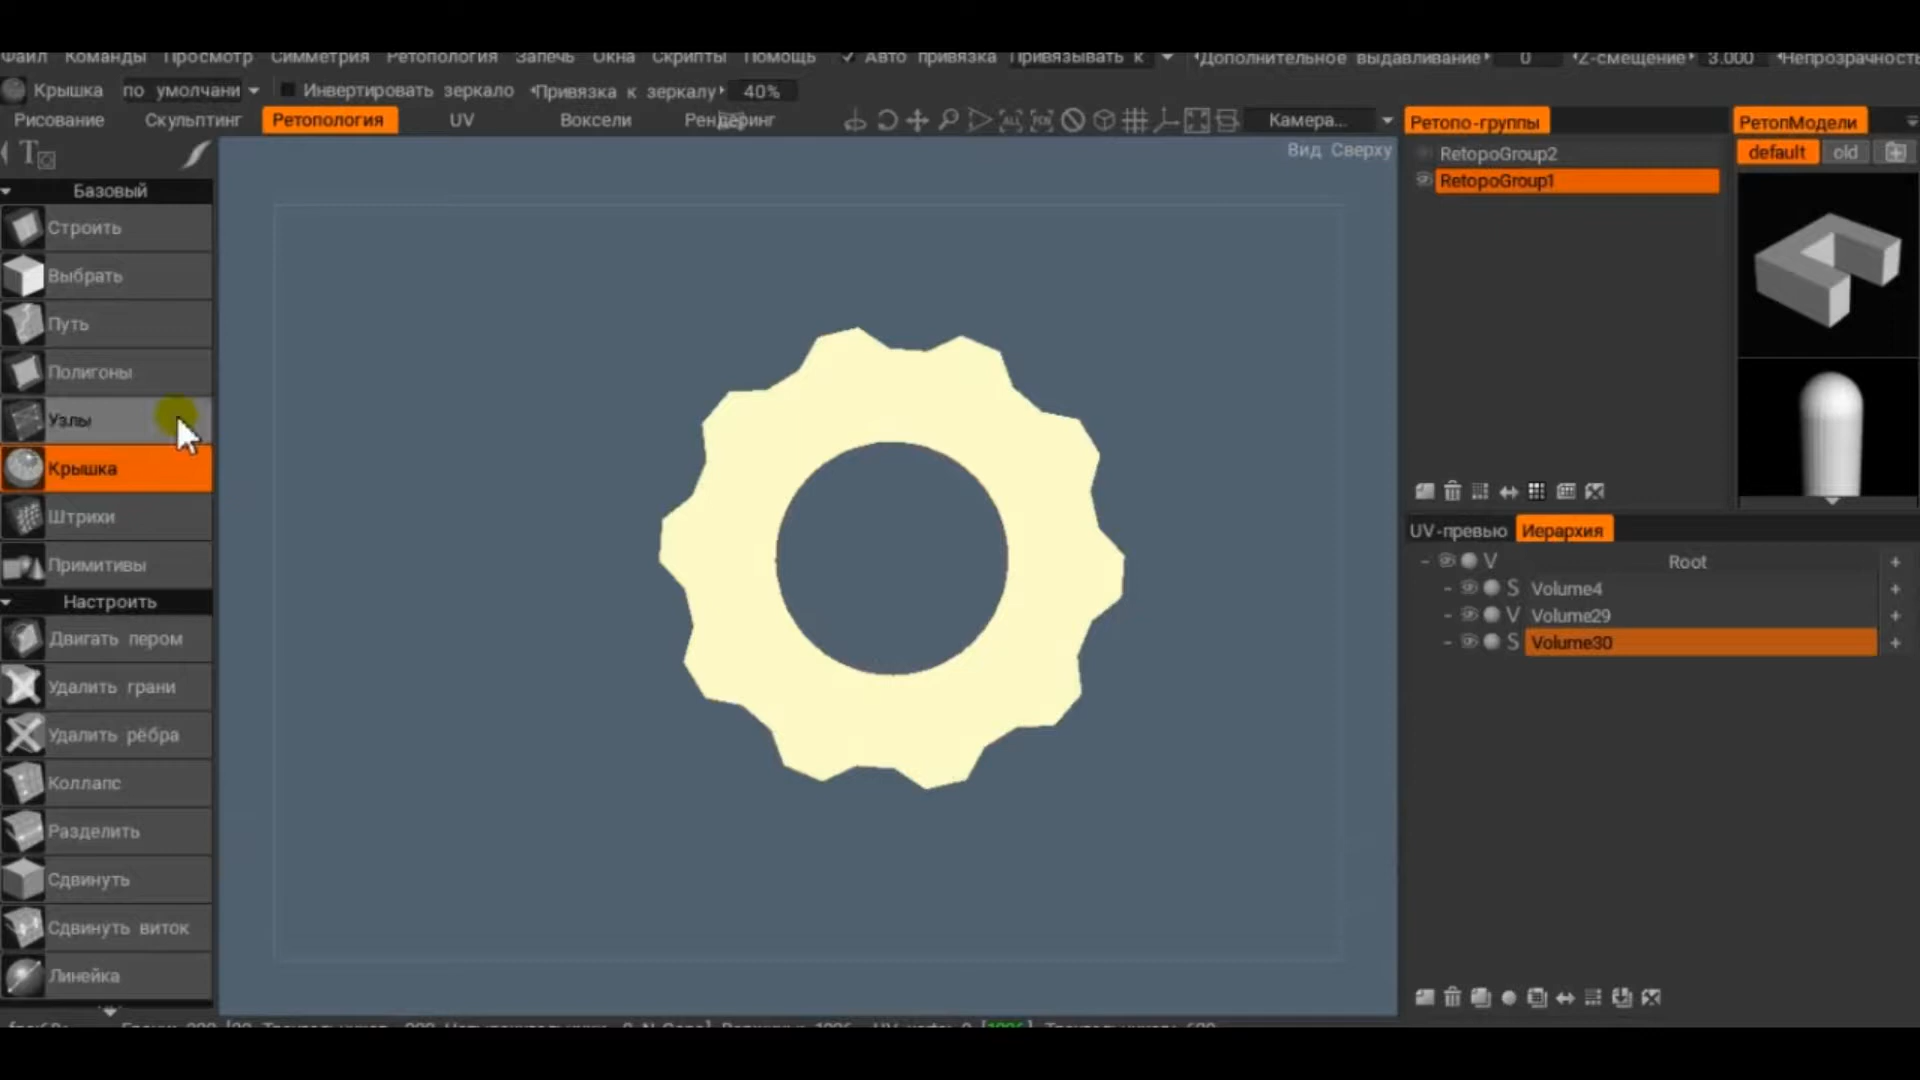 Файл Команды Просмотр Симметрия Ретопология Запечь Окна Скрипты Помощь Авто привязка Привязывать к Дополнительное выдавливание 0 Z-смещение 3.000 Непрозрачность
Крышка по умолчани Инвертировать зеркало Привязка к зеркалу 40%
Рисование Скульптинг Ретопология UV Воксели Рендеринг Камера...
Вид Сверху
Базовый
Строить
Выбрать
Путь
Полигоны
Узлы
Крышка
Штрихи
Примитивы
Настроить
Двигать пером
Удалить грани
Удалить рёбра
Коллапс
Разделить
Сдвинуть
Сдвинуть виток
Линейка
Ретопо-группы
RetopoGroup2
RetopoGroup1
РетопМодели
default old
UV-превью Иерархия
V Root +
S Volume4 +
V Volume29 +
S Volume30 +